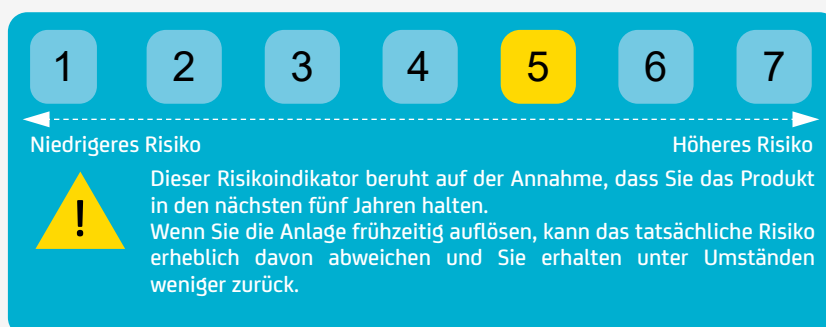 1 2 3 4 5 6 7
Niedrigeres Risiko Höheres Risiko
Dieser Risikoindikator beruht auf der Annahme, dass Sie das Produkt
in den nächsten fünf Jahren halten.
Wenn Sie die Anlage frühzeitig auflösen, kann das tatsächliche Risiko
erheblich davon abweichen und Sie erhalten unter Umständen
weniger zurück.
!